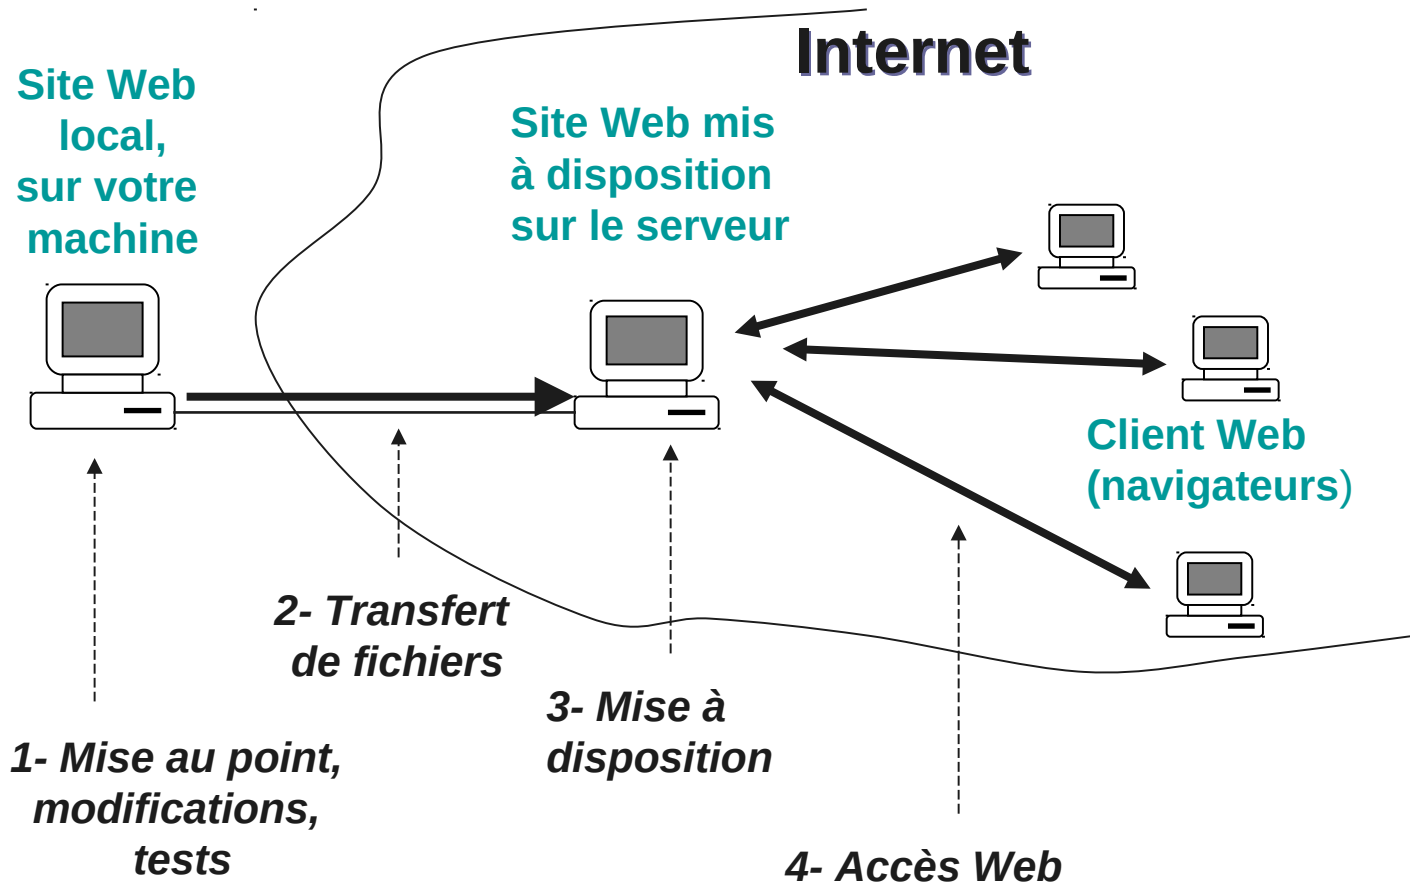 Internet
Site Web
local,
sur votre
machine
Site Web mis
à disposition
sur le serveur
Client Web
(navigateurs)
2- Transfert
de fichiers
3- Mise à
disposition
1- Mise au point,
modifications,
tests
4- Accès Web